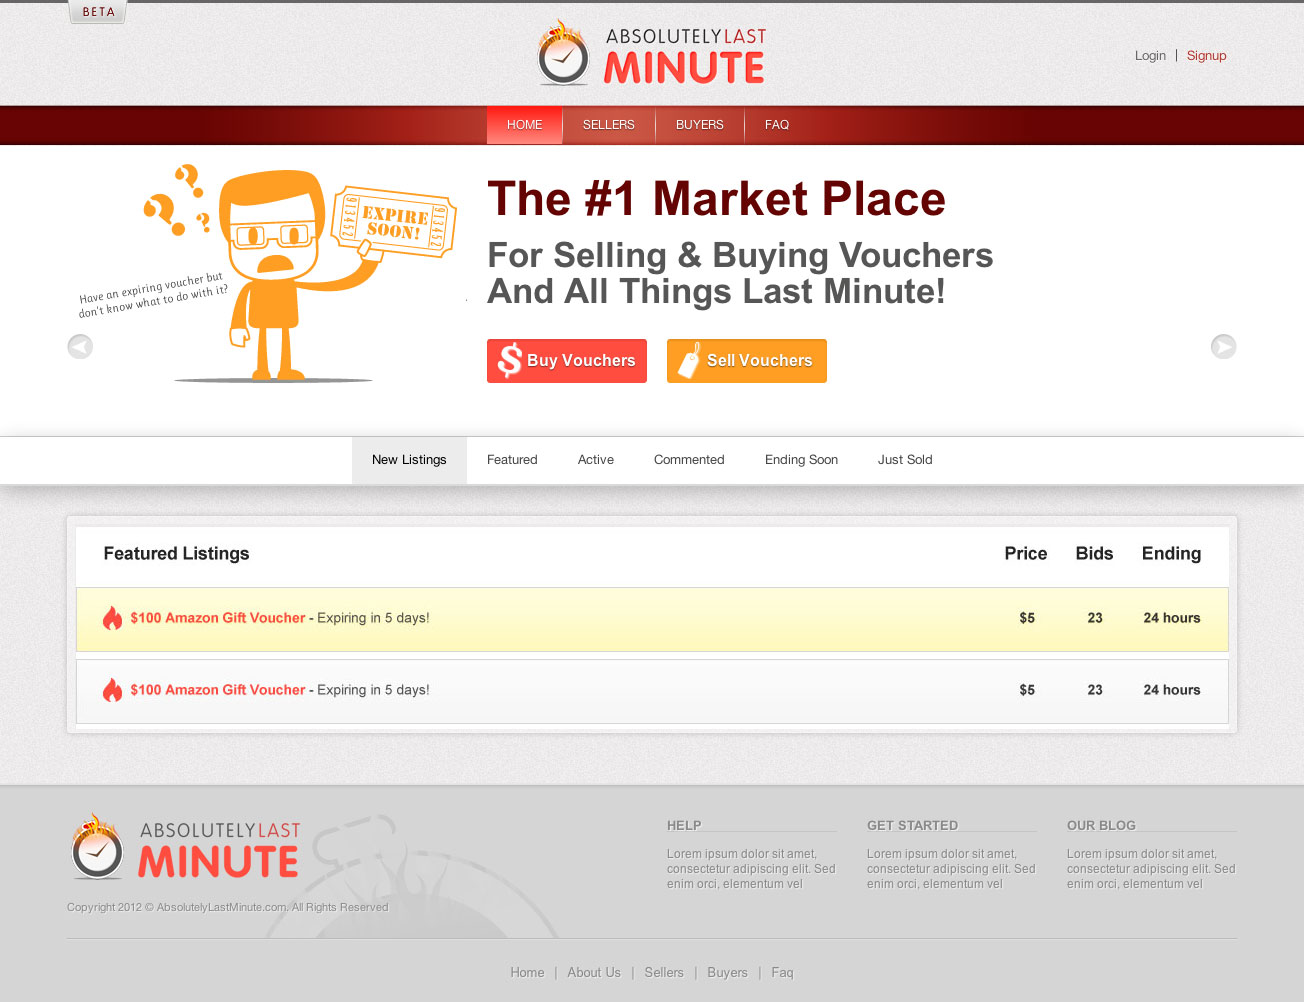 BETA
ABSOLUTELYLAST
MINUTE
Login | Signup
HOME SELLERS BUYERS FAQ
913452 EXPIRE SOON! 913452
Have an expiring voucher but
don't know what to do with it?
The #1 Market Place
For Selling & Buying Vouchers
And All Things Last Minute!
Buy Vouchers Sell Vouchers
New Listings Featured Active Commented Ending Soon Just Sold
Featured Listings Price Bids Ending
$100 Amazon Gift Voucher - Expiring in 5 days! $5 23 24 hours
$100 Amazon Gift Voucher - Expiring in 5 days! $5 23 24 hours
ABSOLUTELYLAST
MINUTE
Copyright 2012 © AbsolutelyLastMinute.com. All Rights Reserved
HELP
Lorem ipsum dolor sit amet,
consectetur adipiscing elit. Sed
enim orci, elementum vel
GET STARTED
Lorem ipsum dolor sit amet,
consectetur adipiscing elit. Sed
enim orci, elementum vel
OUR BLOG
Lorem ipsum dolor sit amet,
consectetur adipiscing elit. Sed
enim orci, elementum vel
Home | About Us | Sellers | Buyers | Faq